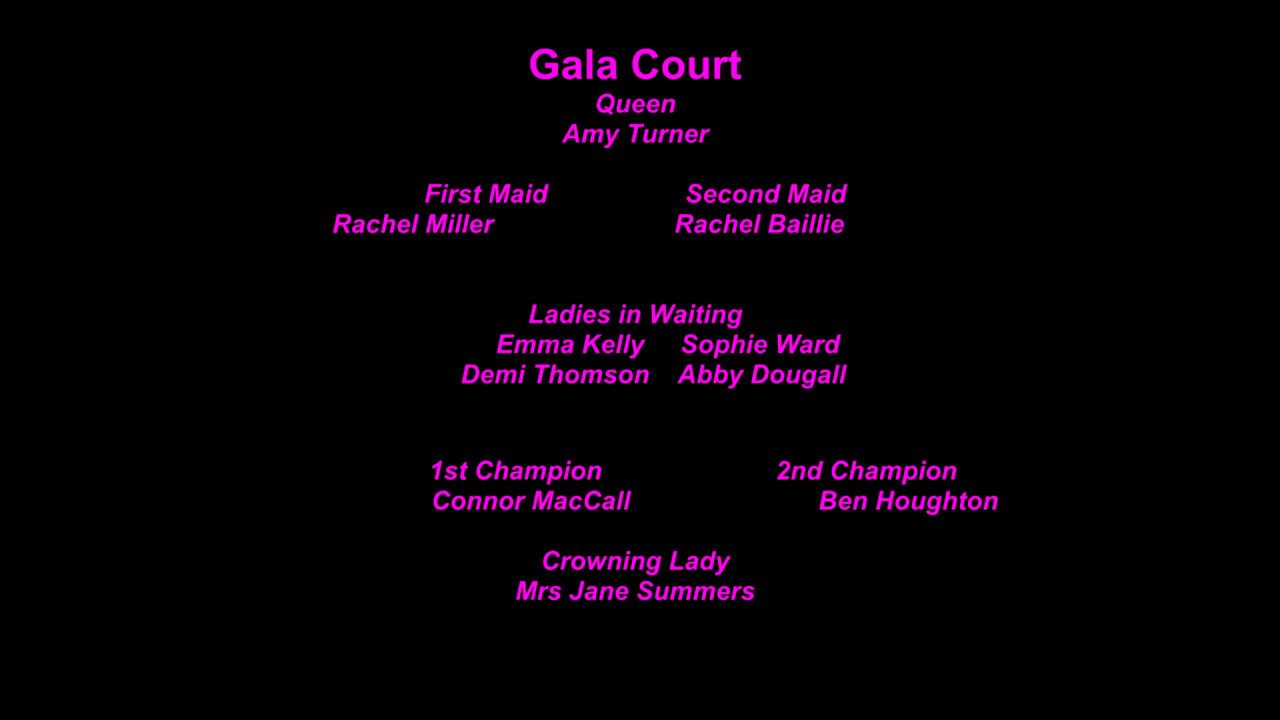 Gala Court
Queen
Amy Turner
First Maid Second Maid
Rachel Miller Rachel Baillie
Ladies in Waiting
Emma Kelly Sophie Ward
Demi Thomson Abby Dougall
1st Champion 2nd Champion
Connor MacCall Ben Houghton
Crowning Lady
Mrs Jane Summers